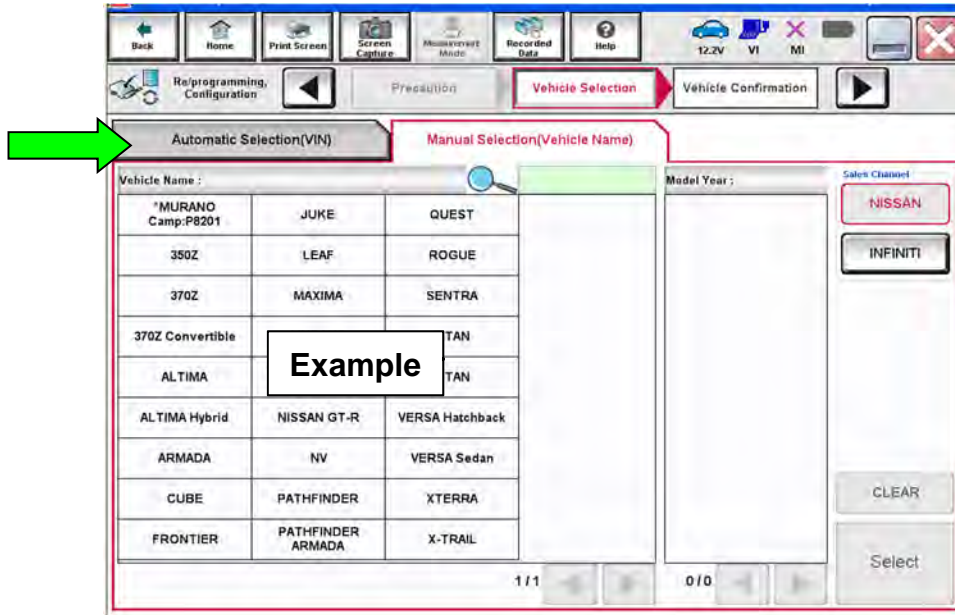 Back
Home
Print Screen
Screen
Capture
Measurement
Mode
Recorded
Data
Help
12.2V
VI
MI
Re/programming,
Configuration
Precaution
Vehicle Selection
Vehicle Confirmation
Automatic Selection(VIN)
Manual Selection(Vehicle Name)
Vehicle Name :
Model Year :
Sales Channel
*MURANO
Camp:P8201
JUKE
QUEST
NISSAN
350Z
LEAF
ROGUE
INFINITI
370Z
MAXIMA
SENTRA
370Z Convertible
TAN
Example
ALTIMA
TAN
ALTIMA Hybrid
NISSAN GT-R
VERSA Hatchback
ARMADA
NV
VERSA Sedan
CUBE
PATHFINDER
XTERRA
CLEAR
FRONTIER
PATHFINDER
ARMADA
X-TRAIL
Select
1/1
0/0